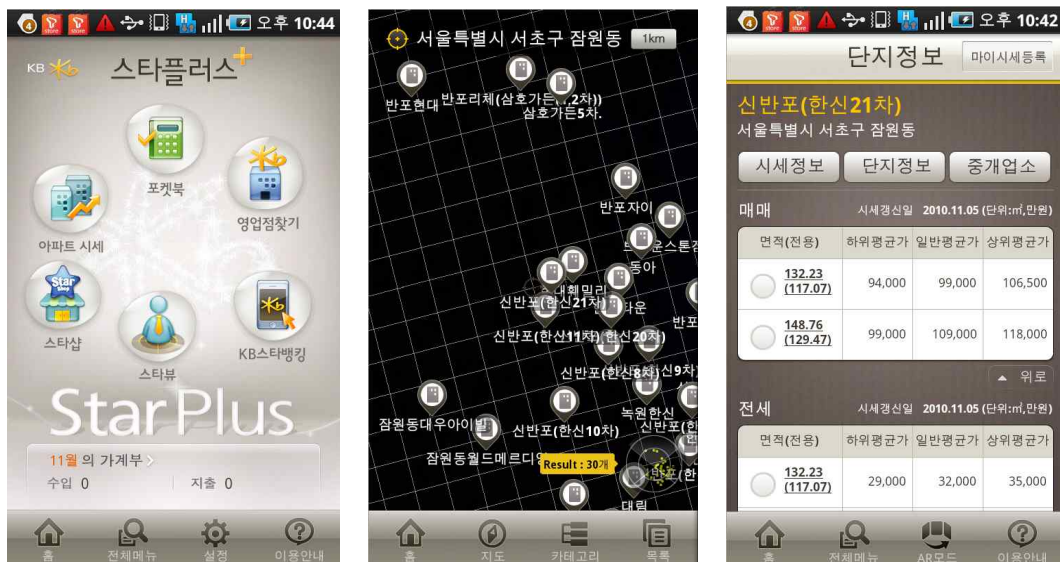 오후 10:44
KB
스타플러스
포켓북
영업점찾기
아파트 시세
Star Shop
스타샵
스타뷰
KB스타뱅킹
Star Plus
11월 의 가계부
수입 0
지출 0
홈
전체메뉴
설정
이용안내
서울특별시 서초구 잠원동
1km
반포현대
반포리체(삼호가든
1,2차))
삼호가든5차.
반포자이
동아
신반포(한신21차)
신반포(한신11차)
한신20차)
신반포(한신8차)
신9차
녹원한신
잠원동대우아이빌
신반포(한신10차)
잠원동월드메르디앙
Result : 30개
대림
홈
지도
카테고리
목록
오후 10:42
단지정보
마이시세등록
신반포(한신21차)
서울특별시 서초구 잠원동
시세정보
단지정보
중개업소
매매
시세갱신일 2010.11.05 (단위:㎡,만원)
면적(전용) 하위평균가 일반평균가 상위평균가
132.23
(117.07)
94,000 99,000 106,500
148.76
(129.47)
99,000 109,000 118,000
위로
전세
시세갱신일 2010.11.05 (단위:㎡,만원)
면적(전용) 하위평균가 일반평균가 상위평균가
132.23
(117.07)
29,000 32,000 35,000
홈
전체메뉴
AR모드
이용안내